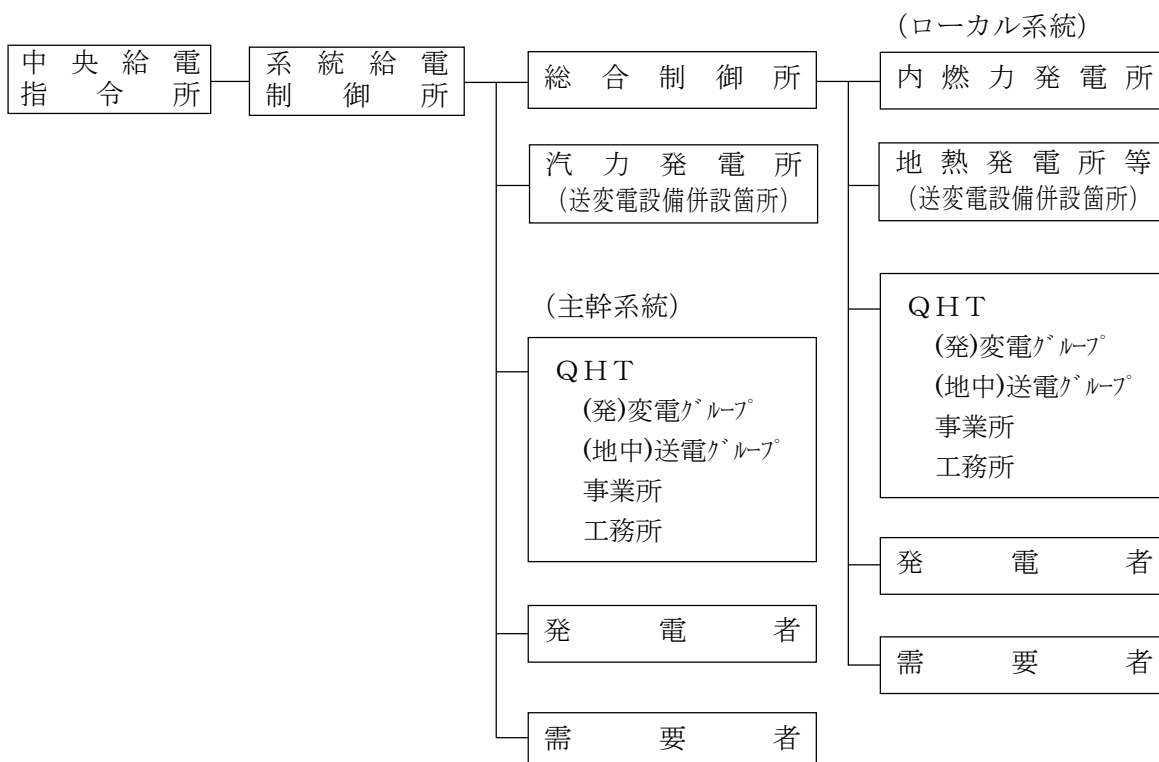 中央給電
指令所
系統給電
制御所
総合制御所
汽力発電所
（送変電設備併設箇所）
（主幹系統）
ＱＨＴ
(発)変電ｸﾞﾙｰﾌﾟ
(地中)送電ｸﾞﾙｰﾌﾟ
事業所
工務所
発電者
需要者
（ローカル系統）
内燃力発電所
地熱発電所等
（送変電設備併設箇所）
ＱＨＴ
(発)変電ｸﾞﾙｰﾌﾟ
(地中)送電ｸﾞﾙｰﾌﾟ
事業所
工務所
発電者
需要者